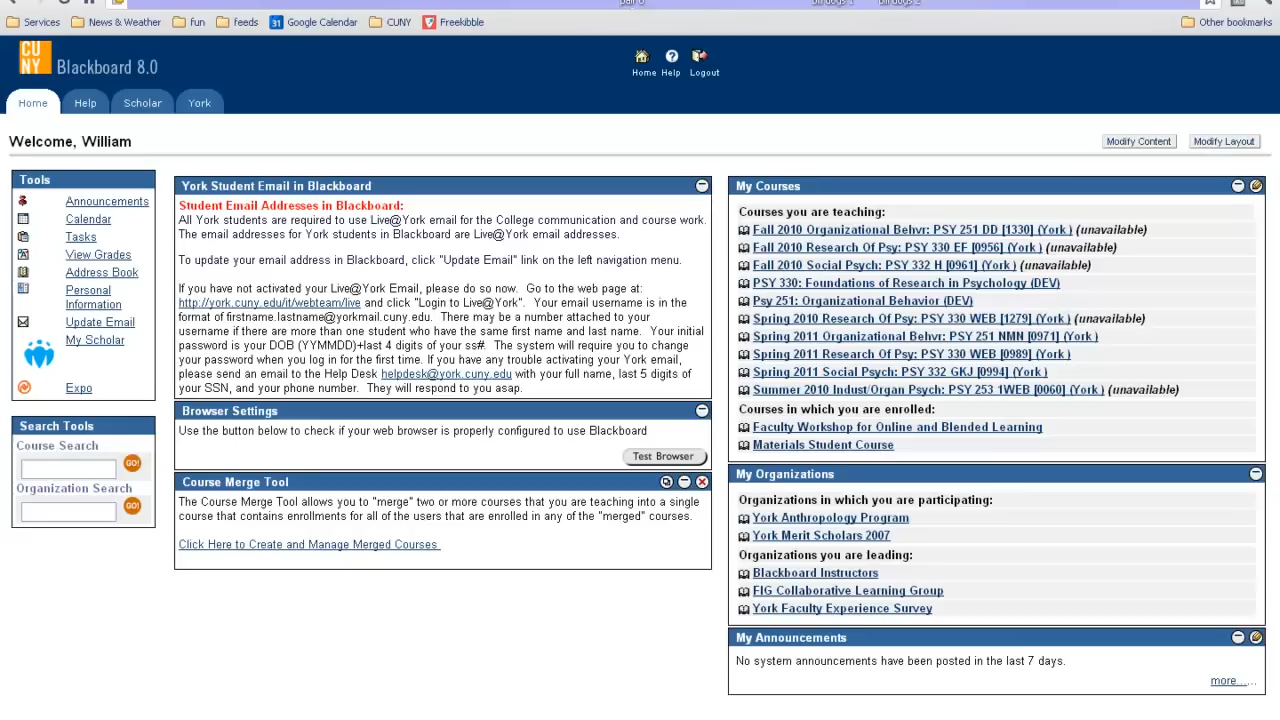 Services News & Weather fun feeds 31 Google Calendar CUNY Freekibble Other bookmarks
CU
NY
Blackboard 8.0
Home Help Logout
Home Help Scholar York
Welcome, William
Modify Content Modify Layout
Tools
Announcements
Calendar
Tasks
View Grades
Address Book
Personal
Information
Update Email
My Scholar
Expo
Search Tools
Course Search
GO!
Organization Search
GO!
York Student Email in Blackboard
Student Email Addresses in Blackboard:
All York students are required to use Live@York email for the College communication and course work.
The email addresses for York students in Blackboard are Live@York email addresses.
To update your email address in Blackboard, click "Update Email" link on the left navigation menu.
If you have not activated your Live@York Email, please do so now. Go to the web page at:
http://york.cuny.edu/it/webteam/live and click "Login to Live@York". Your email username is in the
format of firstname.lastname@yorkmail.cuny.edu. There may be a number attached to your
username if there are more than one student who have the same first name and last name. Your initial
password is your DOB (YYMMDD)+last 4 digits of your ss#. The system will require you to change
your password when you log in for the first time. If you have any trouble activating your York email,
please send an email to the Help Desk helpdesk@york.cuny.edu with your full name, last 5 digits of
your SSN, and your phone number. They will respond to you asap.
Browser Settings
Use the button below to check if your web browser is properly configured to use Blackboard
Test Browser
Course Merge Tool
The Course Merge Tool allows you to "merge" two or more courses that you are teaching into a single
course that contains enrollments for all of the users that are enrolled in any of the "merged" courses.
Click Here to Create and Manage Merged Courses
My Courses
Courses you are teaching:
Fall 2010 Organizational Behvr: PSY 251 DD [1330] (York ) (unavailable)
Fall 2010 Research Of Psy: PSY 330 EF [0956] (York ) (unavailable)
Fall 2010 Social Psych: PSY 332 H [0961] (York ) (unavailable)
PSY 330: Foundations of Research in Psychology (DEV)
Psy 251: Organizational Behavior (DEV)
Spring 2010 Research Of Psy: PSY 330 WEB [1279] (York ) (unavailable)
Spring 2011 Organizational Behvr: PSY 251 NMN [0971] (York )
Spring 2011 Research Of Psy: PSY 330 WEB [0989] (York )
Spring 2011 Social Psych: PSY 332 GKJ [0994] (York )
Summer 2010 Indust/Organ Psych: PSY 253 1WEB [0060] (York ) (unavailable)
Courses in which you are enrolled:
Faculty Workshop for Online and Blended Learning
Materials Student Course
My Organizations
Organizations in which you are participating:
York Anthropology Program
York Merit Scholars 2007
Organizations you are leading:
Blackboard Instructors
FIG Collaborative Learning Group
York Faculty Experience Survey
My Announcements
No system announcements have been posted in the last 7 days.
more......